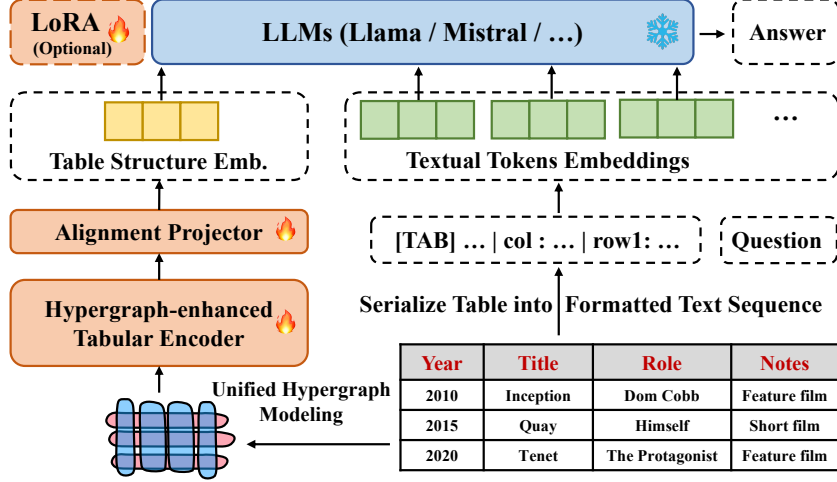 LoRA
(Optional)
LLMs (Llama / Mistral / …)
Answer
Table Structure Emb.
Textual Tokens Embeddings
…
Alignment Projector
[TAB] … | col : … | row1: …
Question
Hypergraph-enhanced
Tabular Encoder
Serialize Table into Formatted Text Sequence
Unified Hypergraph
Modeling
Year Title Role Notes
2010 Inception Dom Cobb Feature film
2015 Quay Himself Short film
2020 Tenet The Protagonist Feature film